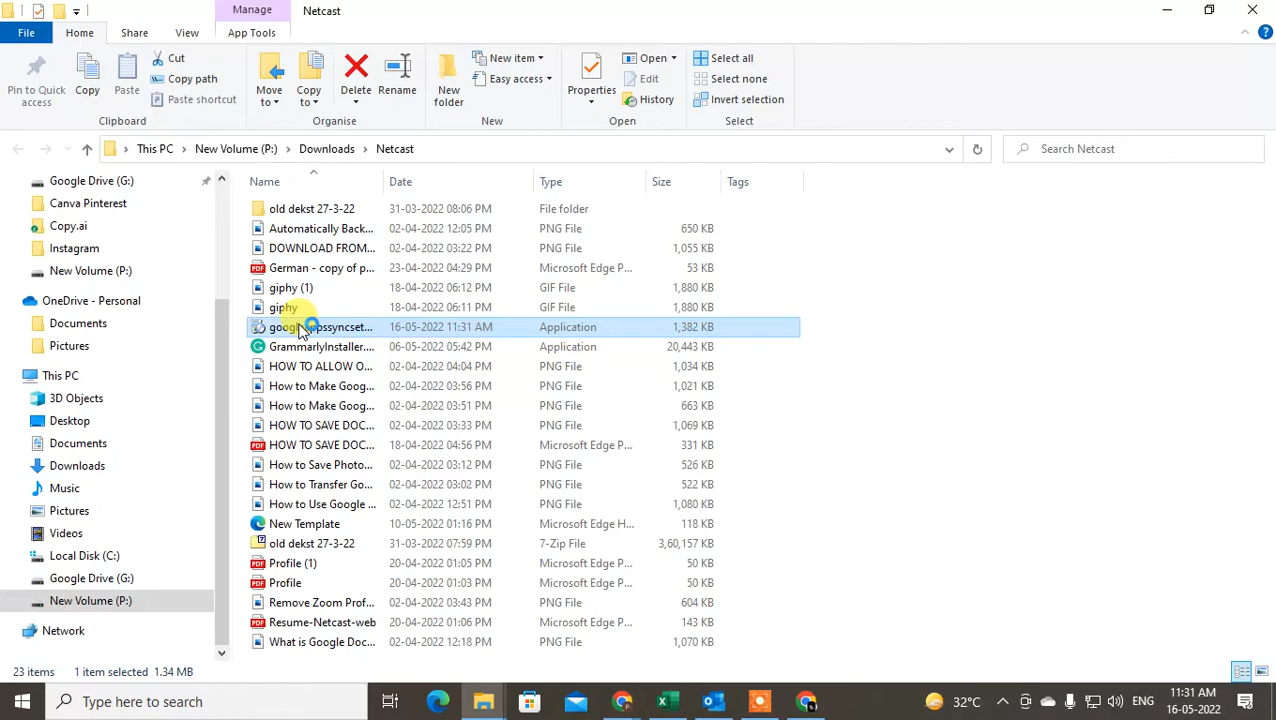 Manage
Netcast
File
Home
Share
View
App Tools
Pin to Quick access
Copy
Paste
Cut
Copy path
Paste shortcut
Clipboard
Move to
Copy to
Delete
Rename
Organise
New folder
New item
Easy access
New
Properties
Open
Edit
History
Open
Select all
Select none
Invert selection
Select
This PC > New Volume (P:) > Downloads > Netcast
Search Netcast
Name Date Type Size Tags
Google Drive (G:)
Canva Pinterest
Copy.ai
Instagram
New Volume (P:)
OneDrive - Personal
Documents
Pictures
This PC
3D Objects
Desktop
Documents
Downloads
Music
Pictures
Videos
Local Disk (C:)
Google Drive (G:)
New Volume (P:)
Network
old dekst 27-3-22 31-03-2022 08:06 PM File folder
Automatically Back... 02-04-2022 12:05 PM PNG File 650 KB
DOWNLOAD FROM... 02-04-2022 03:22 PM PNG File 1,055 KB
German - copy of p... 23-04-2022 04:29 PM Microsoft Edge P... 53 KB
giphy (1) 18-04-2022 06:12 PM GIF File 1,880 KB
giphy 18-04-2022 06:11 PM GIF File 1,880 KB
16-05-2022 11:31 AM Application 1,382 KB
GrammarlyInstaller.... 06-05-2022 05:42 PM Application 20,443 KB
HOW TO ALLOW O... 02-04-2022 04:04 PM PNG File 1,034 KB
How to Make Goog... 02-04-2022 03:56 PM PNG File 1,021 KB
How to Make Goog... 02-04-2022 03:51 PM PNG File 663 KB
HOW TO SAVE DOC... 02-04-2022 03:33 PM PNG File 1,069 KB
HOW TO SAVE DOC... 18-04-2022 04:56 PM Microsoft Edge P... 331 KB
How to Save Photo... 02-04-2022 03:12 PM PNG File 526 KB
How to Transfer Go... 02-04-2022 03:02 PM PNG File 522 KB
How to Use Google ... 02-04-2022 12:51 PM PNG File 1,080 KB
New Template 10-05-2022 01:16 PM Microsoft Edge H... 118 KB
old dekst 27-3-22 31-03-2022 07:59 PM 7-Zip File 3,60,157 KB
Profile (1) 20-04-2022 01:05 PM Microsoft Edge P... 50 KB
Profile 20-04-2022 01:03 PM Microsoft Edge P... 50 KB
Remove Zoom Prof... 02-04-2022 03:43 PM PNG File 604 KB
Resume-Netcast-web 20-04-2022 01:06 PM Microsoft Edge P... 143 KB
What is Google Doc... 02-04-2022 12:18 PM PNG File 1,070 KB
23 items 1 item selected 1.34 MB
Type here to search
32°C
ENG
11:31 AM
16-05-2022